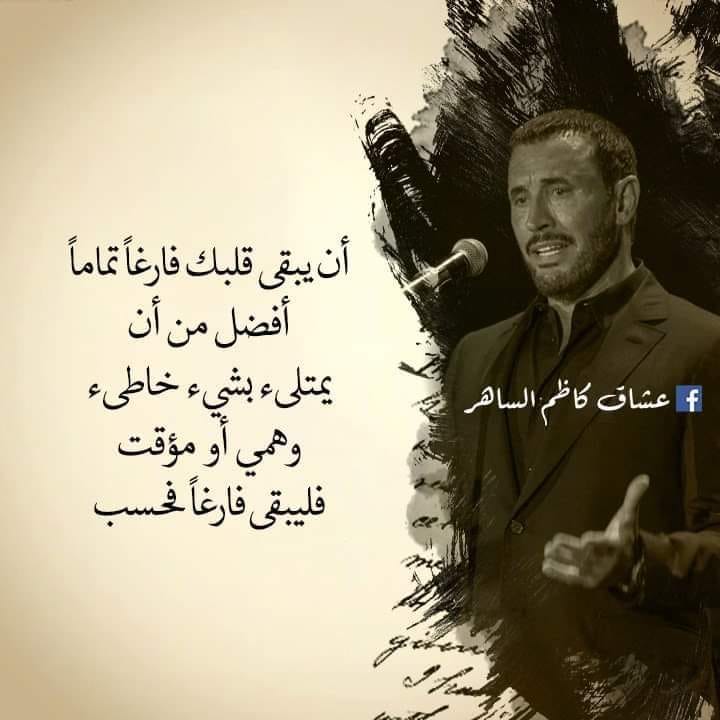 أن يبقى قلبك فارغاً تماماً
أفضل من أن
يمتلىء بشيء خاطىء
وهمي أو مؤقت
فليبقى فارغاً فحسب
f عشاق كاظم الساهر